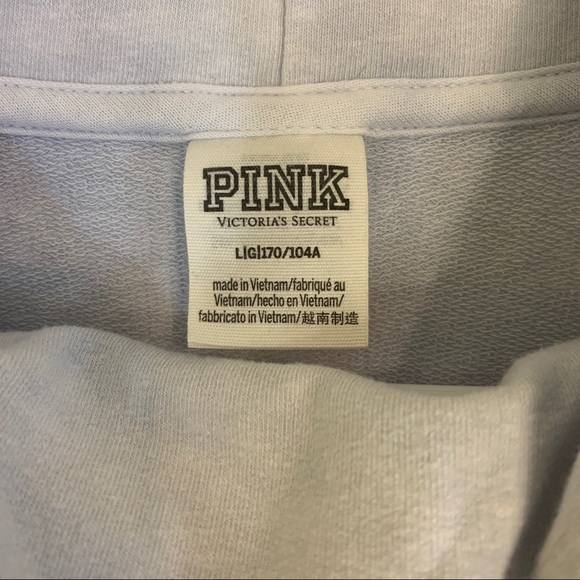 PINK
VICTORIA'S SECRET
L|G|170/104A
made in Vietnam/fabriqué au
Vietnam/hecho en Vietnam/
fabbricato in Vietnam/越南制造